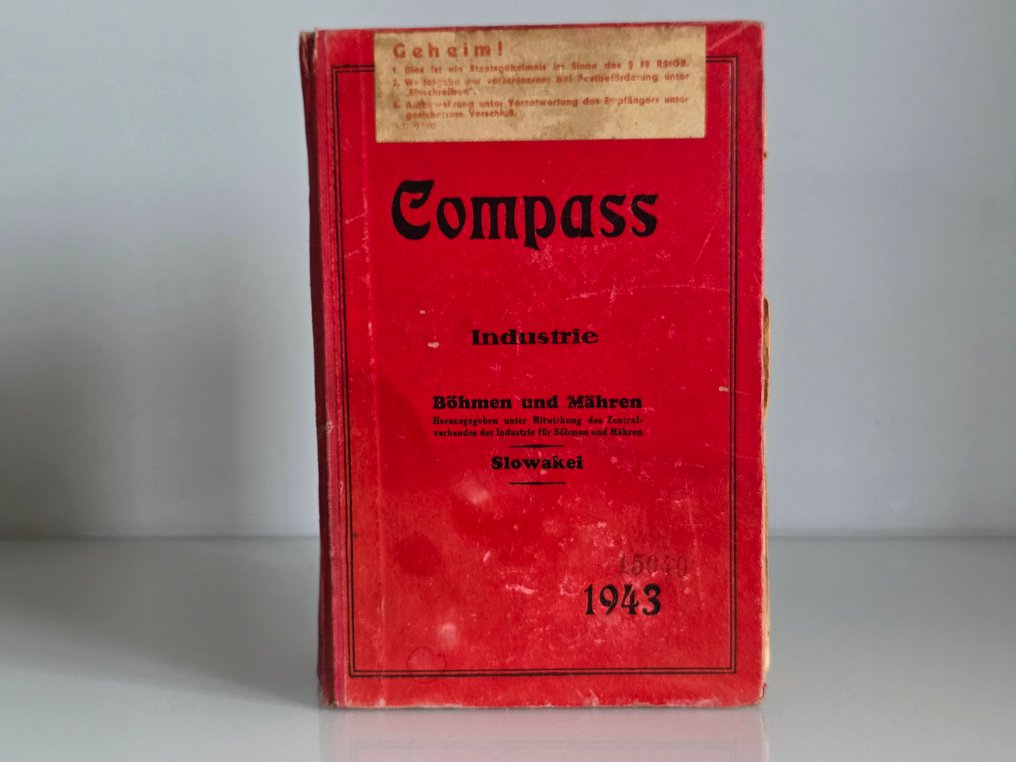 Geheim!
1. Dies ist ein Staatsgeheimnis im Sinne des § 88 RStGB.
2. Weitergabe nur verschlossen, bei Postbeförderung unter
„Einschreiben".
3. Aufbewahrung unter Verantwortung des Empfängers unter
gesichertem Verschluß.
Compass
Industrie
Böhmen und Mähren
Herausgegeben unter Mitwirkung des Zentral-
verbandes der Industrie für Böhmen und Mähren
Slowakei
15040
1943